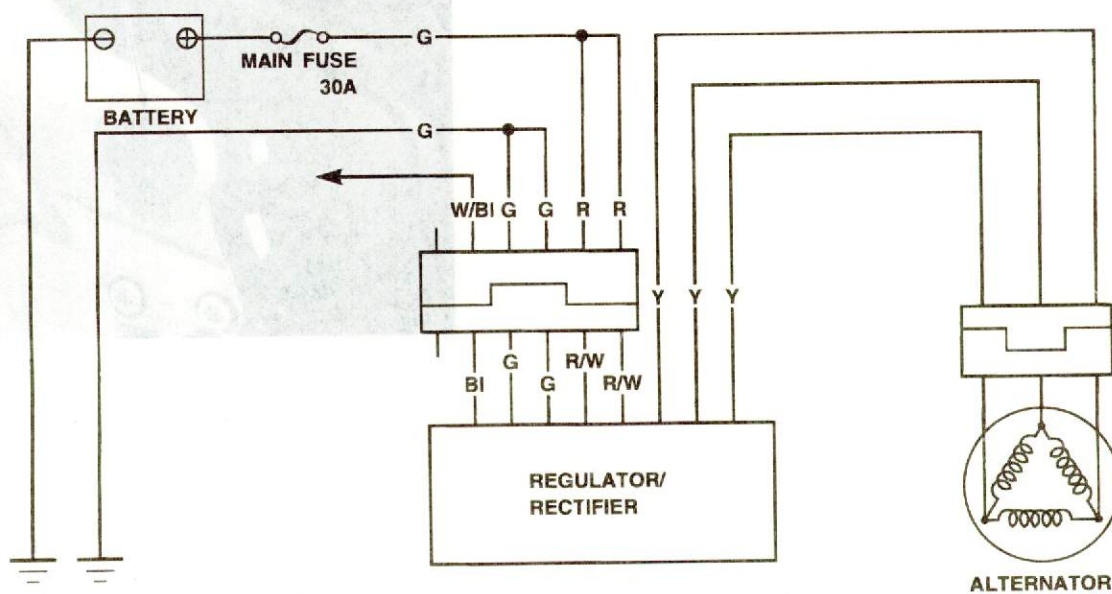 G
MAIN FUSE
30A
BATTERY
G
W/Bl G G R R
Y Y Y
Bl G G R/W R/W
REGULATOR/
RECTIFIER
ALTERNATOR